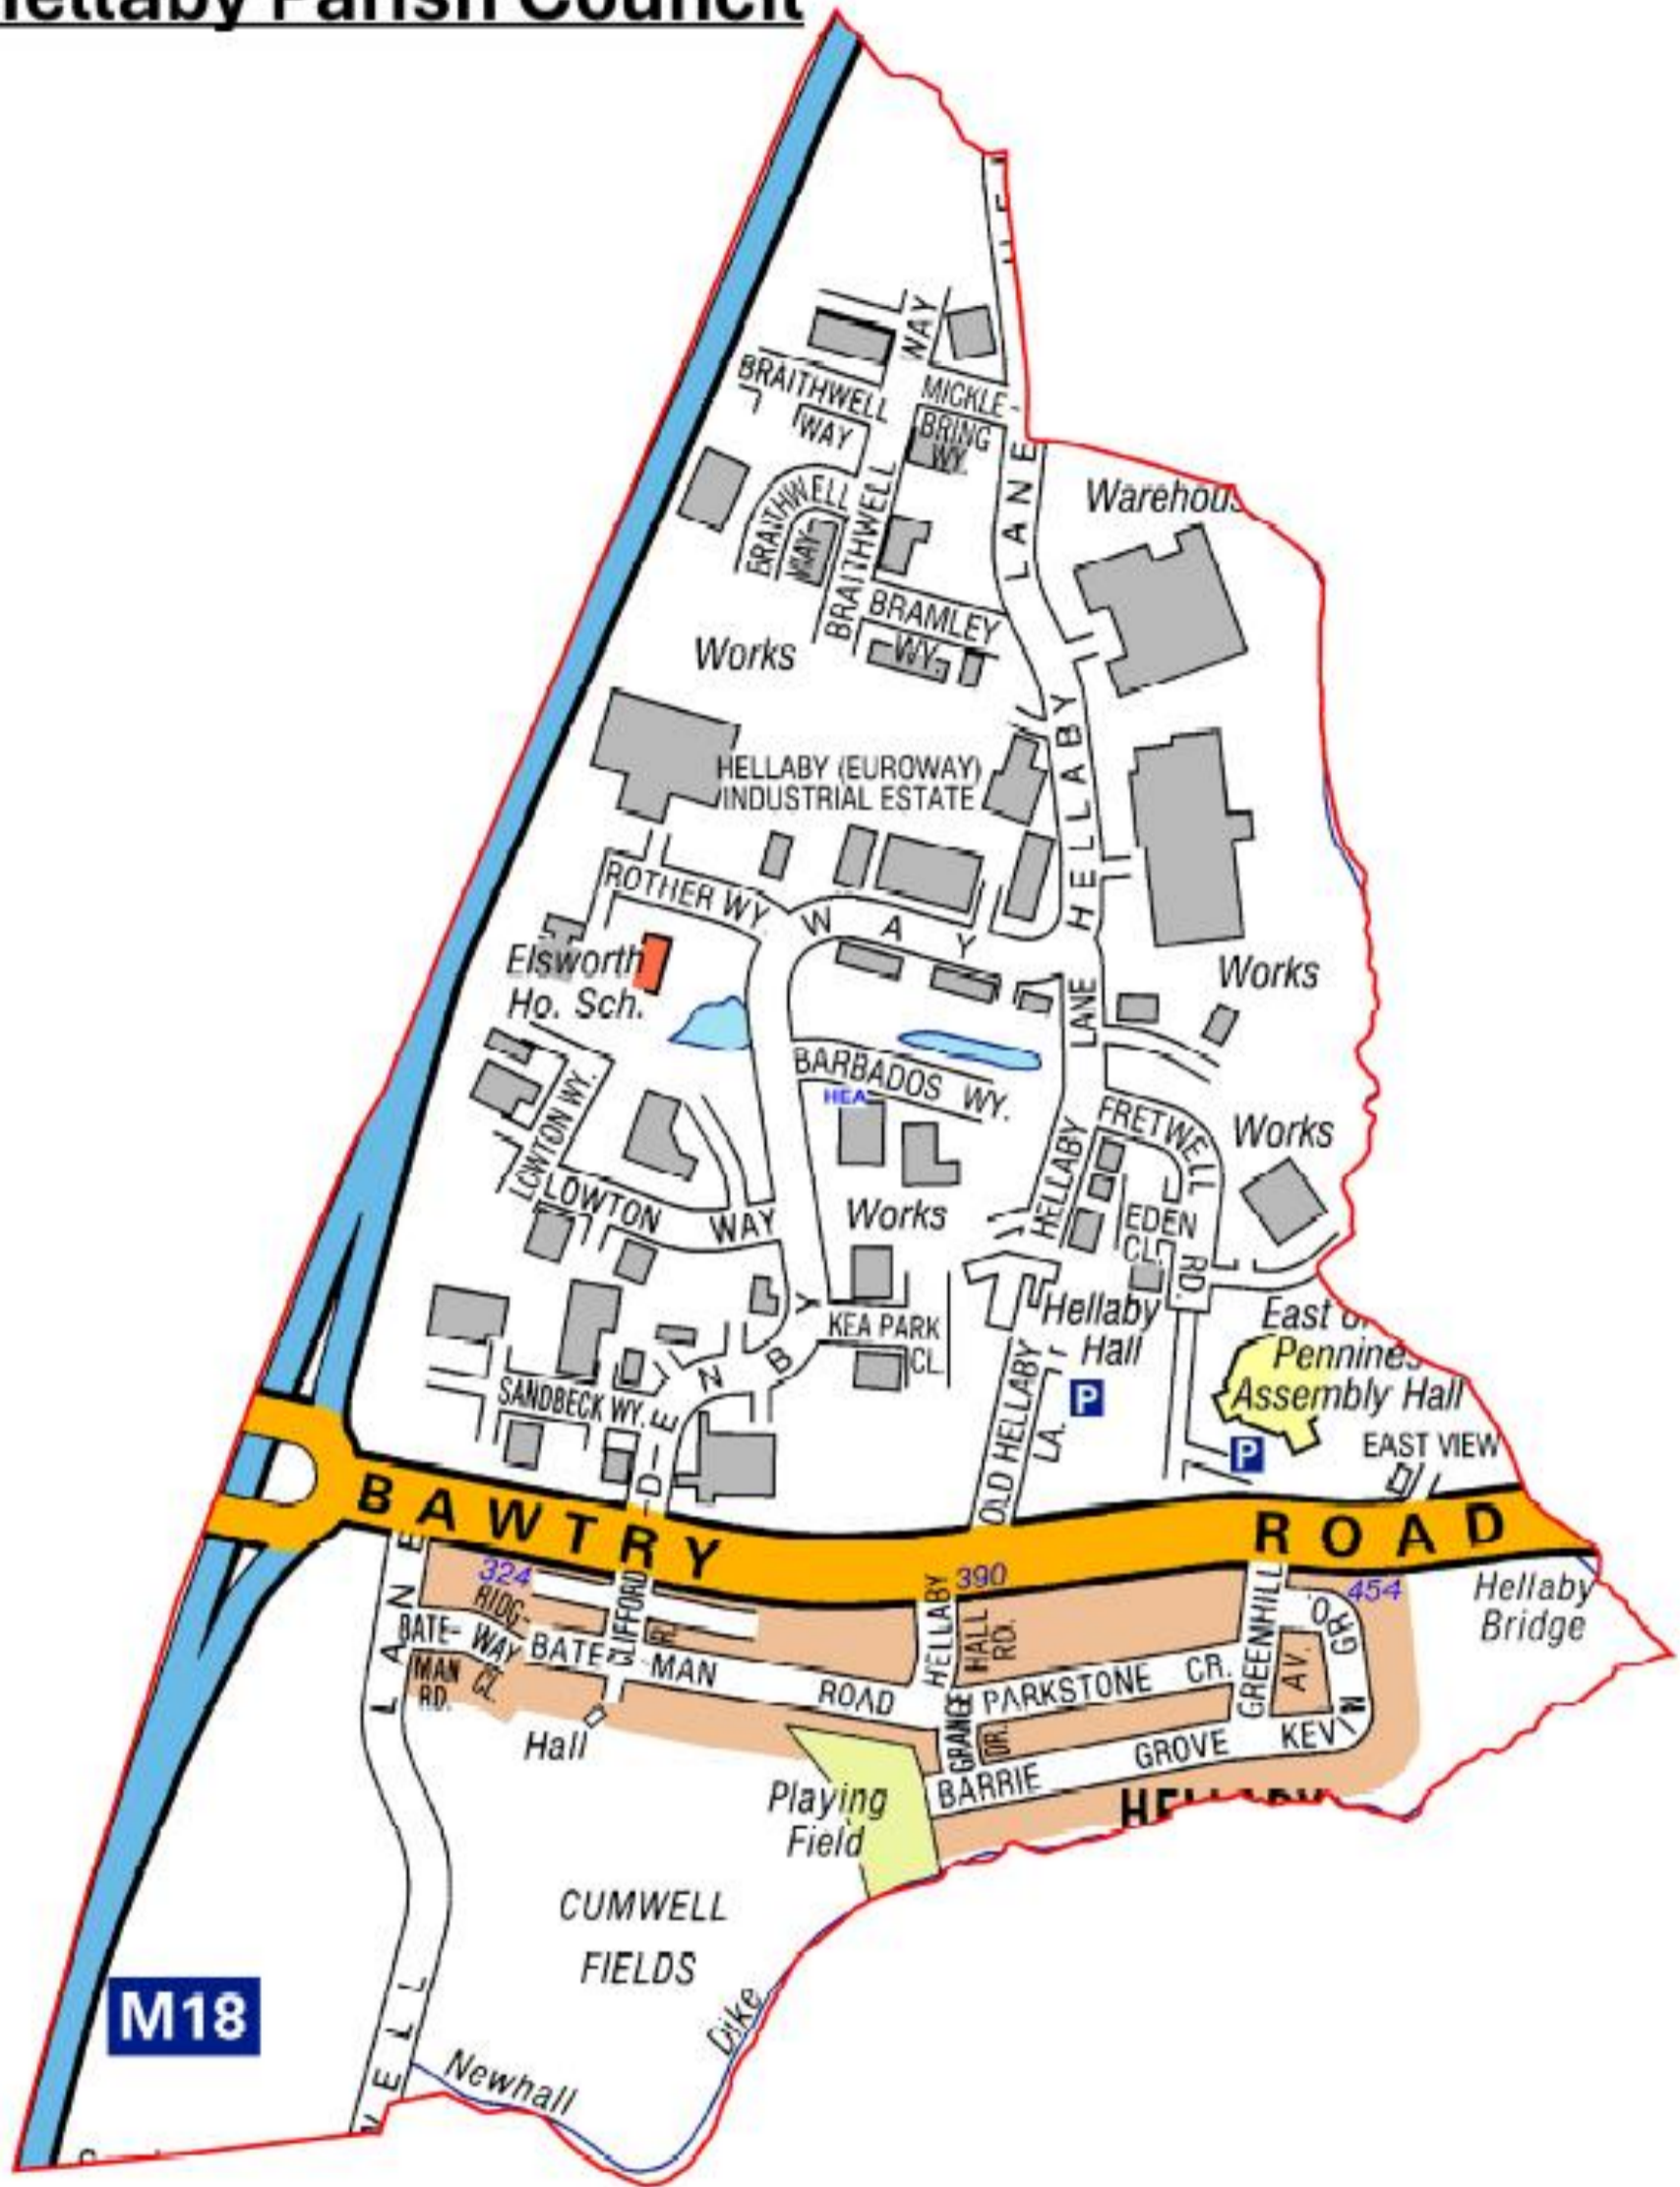 Hellaby Parish Council
WAY
BRAITHWELL
WAY
MICKLE-
BRING
WY.
LANE
Warehous
BRAITHWELL
WAY
BRAITHWELL
BRAMLEY
WY.
Works
HELLABY
HELLABY (EUROWAY)
INDUSTRIAL ESTATE
ROTHER WY.
WAY
HELLABY
Elsworth
Ho. Sch.
Works
LANE
BARBADOS WY.
HEA
FRETWELL
Works
LOWTON WY.
LOWTON WAY
Works
HELLABY
EDEN
CL.
RD.
Hellaby
Hall
East of
Pennines
Assembly Hall
KEA PARK
CL.
DENBY
SANDBECK WY.
OLD HELLABY
LA.
P
P
EAST VIEW
BAWTRY ROAD
324
390
454
Hellaby
Bridge
LANE
RIDG-
WAY
CL.
BATE-
MAN
RD.
CLIFFORD
BATE-MAN ROAD
HELLABY
HALL
RD.
GREENHILL
AV.
GRO.
KEVIN
PARKSTONE CR.
GRANGE
DR.
BARRIE GROVE
Hall
Playing
Field
HELLABY
CUMWELL
FIELDS
M18
WELL
Newhall Dike